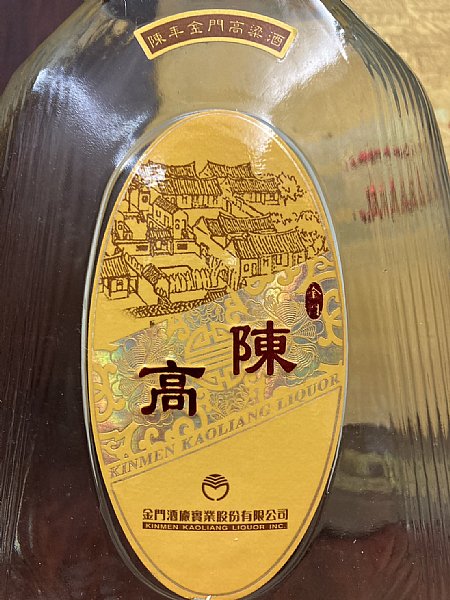 陳年金門高粱酒
金門
陳高
KINMEN KAOLIANG LIQUOR
金門酒廠實業股份有限公司
KINMEN KAOLIANG LIQUOR INC.